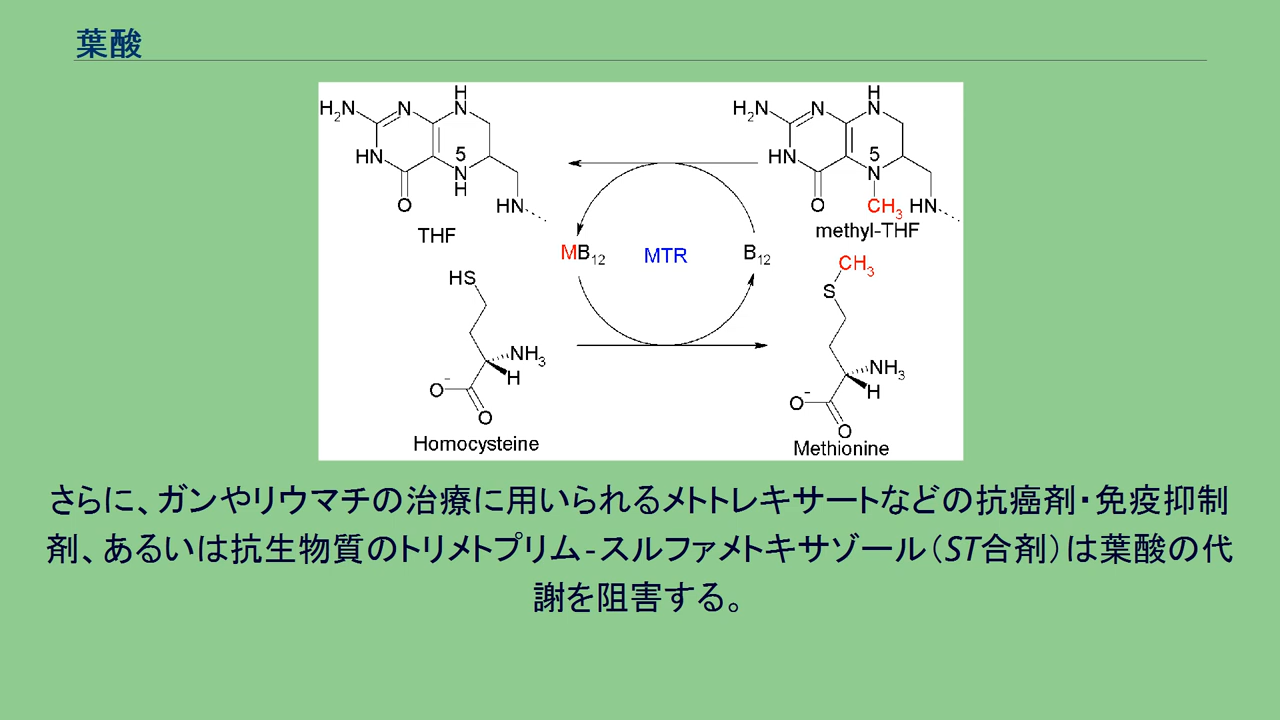 葉酸
H
H₂N N N
HN 5
N
H
O HN
THF
H
H₂N N N
HN 5
N
O CH₃ HN
methyl-THF
MB₁₂ MTR B₁₂
HS
NH₃
H
O⁻
O
Homocysteine
CH₃
S
NH₃
H
O⁻
O
Methionine
さらに、ガンやリウマチの治療に用いられるメトトレキサートなどの抗癌剤・免疫抑制
剤、あるいは抗生物質のトリメトプリム-スルファメトキサゾール（ST合剤）は葉酸の代
謝を阻害する。